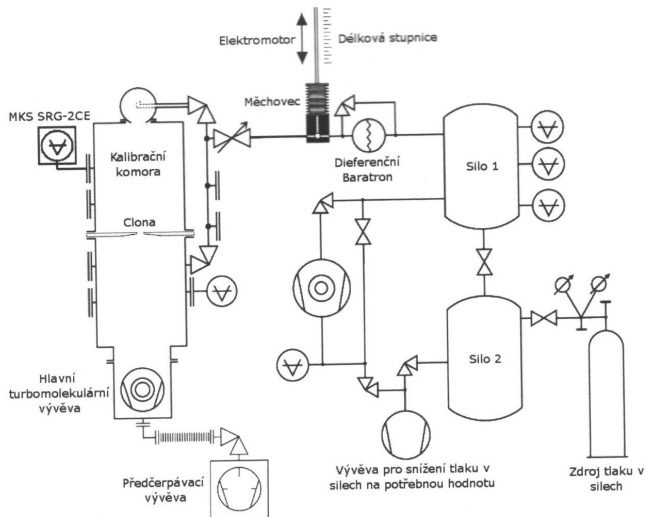 Elektromotor
Délková stupnice
Měchovec
MKS SRG-2CE
Kalibrační
komora
Dieferenční
Baratron
Silo 1
Clona
Silo 2
Hlavní
turbomolekulární
vývěva
Předčerpávací
vývěva
Vývěva pro snížení tlaku v
silech na potřebnou hodnotu
Zdroj tlaku v
silech